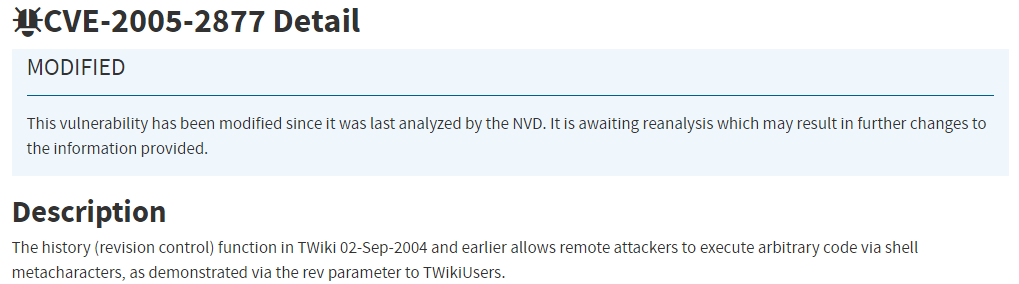 CVE-2005-2877 Detail
MODIFIED
This vulnerability has been modified since it was last analyzed by the NVD. It is awaiting reanalysis which may result in further changes to
the information provided.
Description
The history (revision control) function in TWiki 02-Sep-2004 and earlier allows remote attackers to execute arbitrary code via shell
metacharacters, as demonstrated via the rev parameter to TWikiUsers.